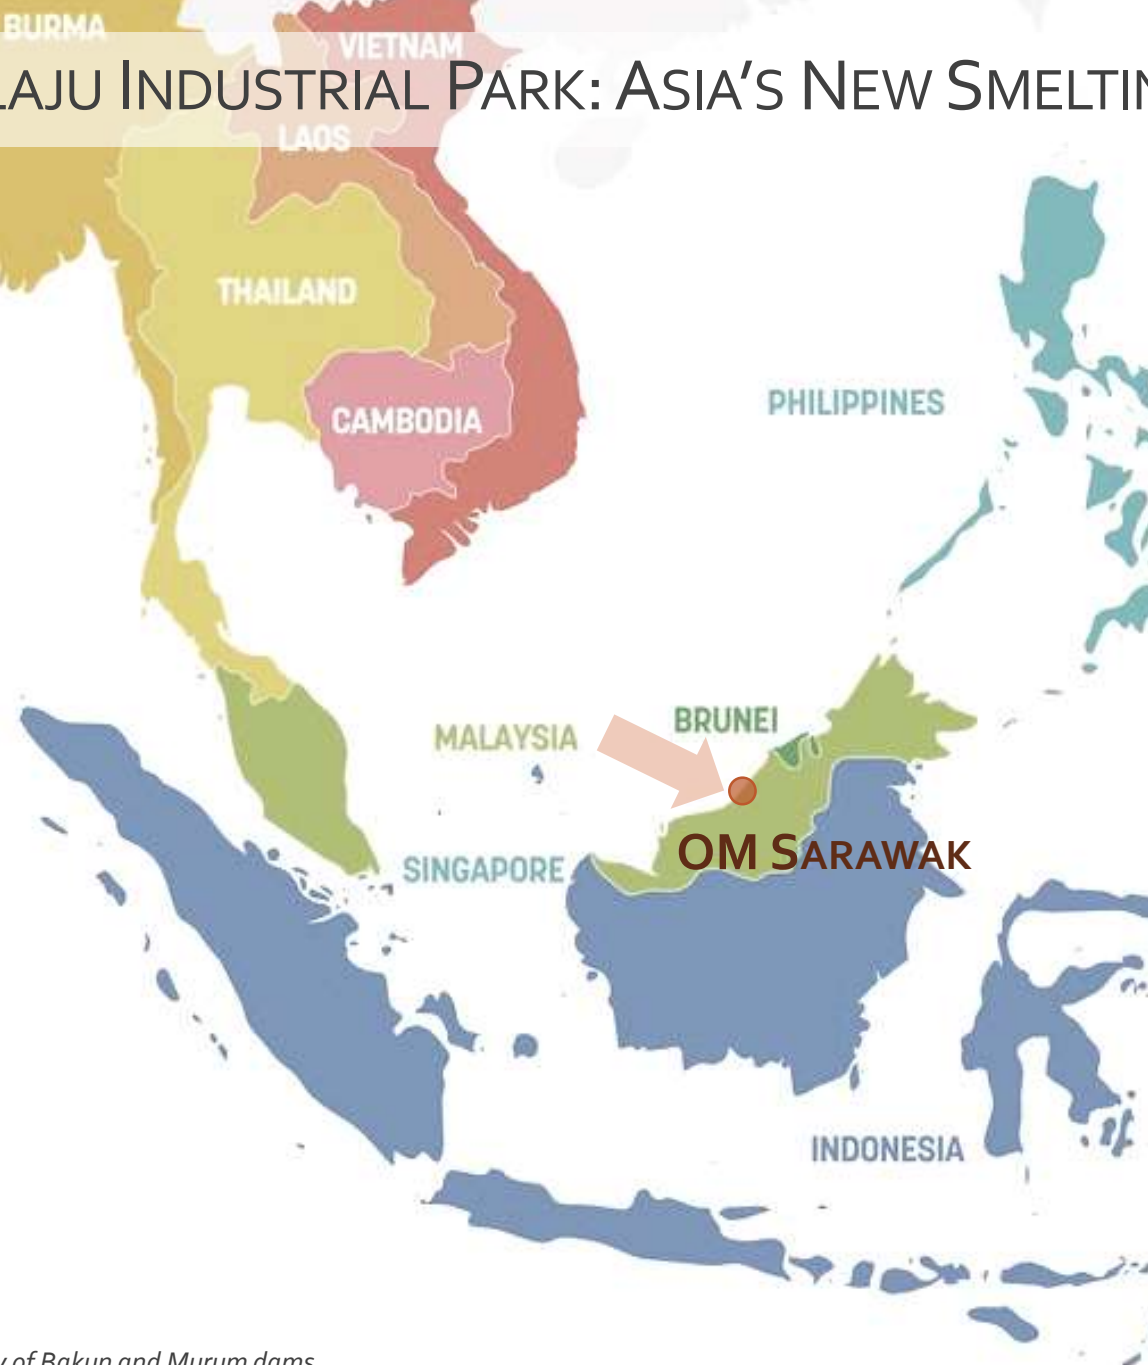 BURMA
VIETNAM
LAJU INDUSTRIAL PARK: ASIA'S NEW SMELTIN
LAOS
THAILAND
PHILIPPINES
CAMBODIA
BRUNEI
MALAYSIA
OM SARAWAK
SINGAPORE
INDONESIA
y of Bakun and Murum dams